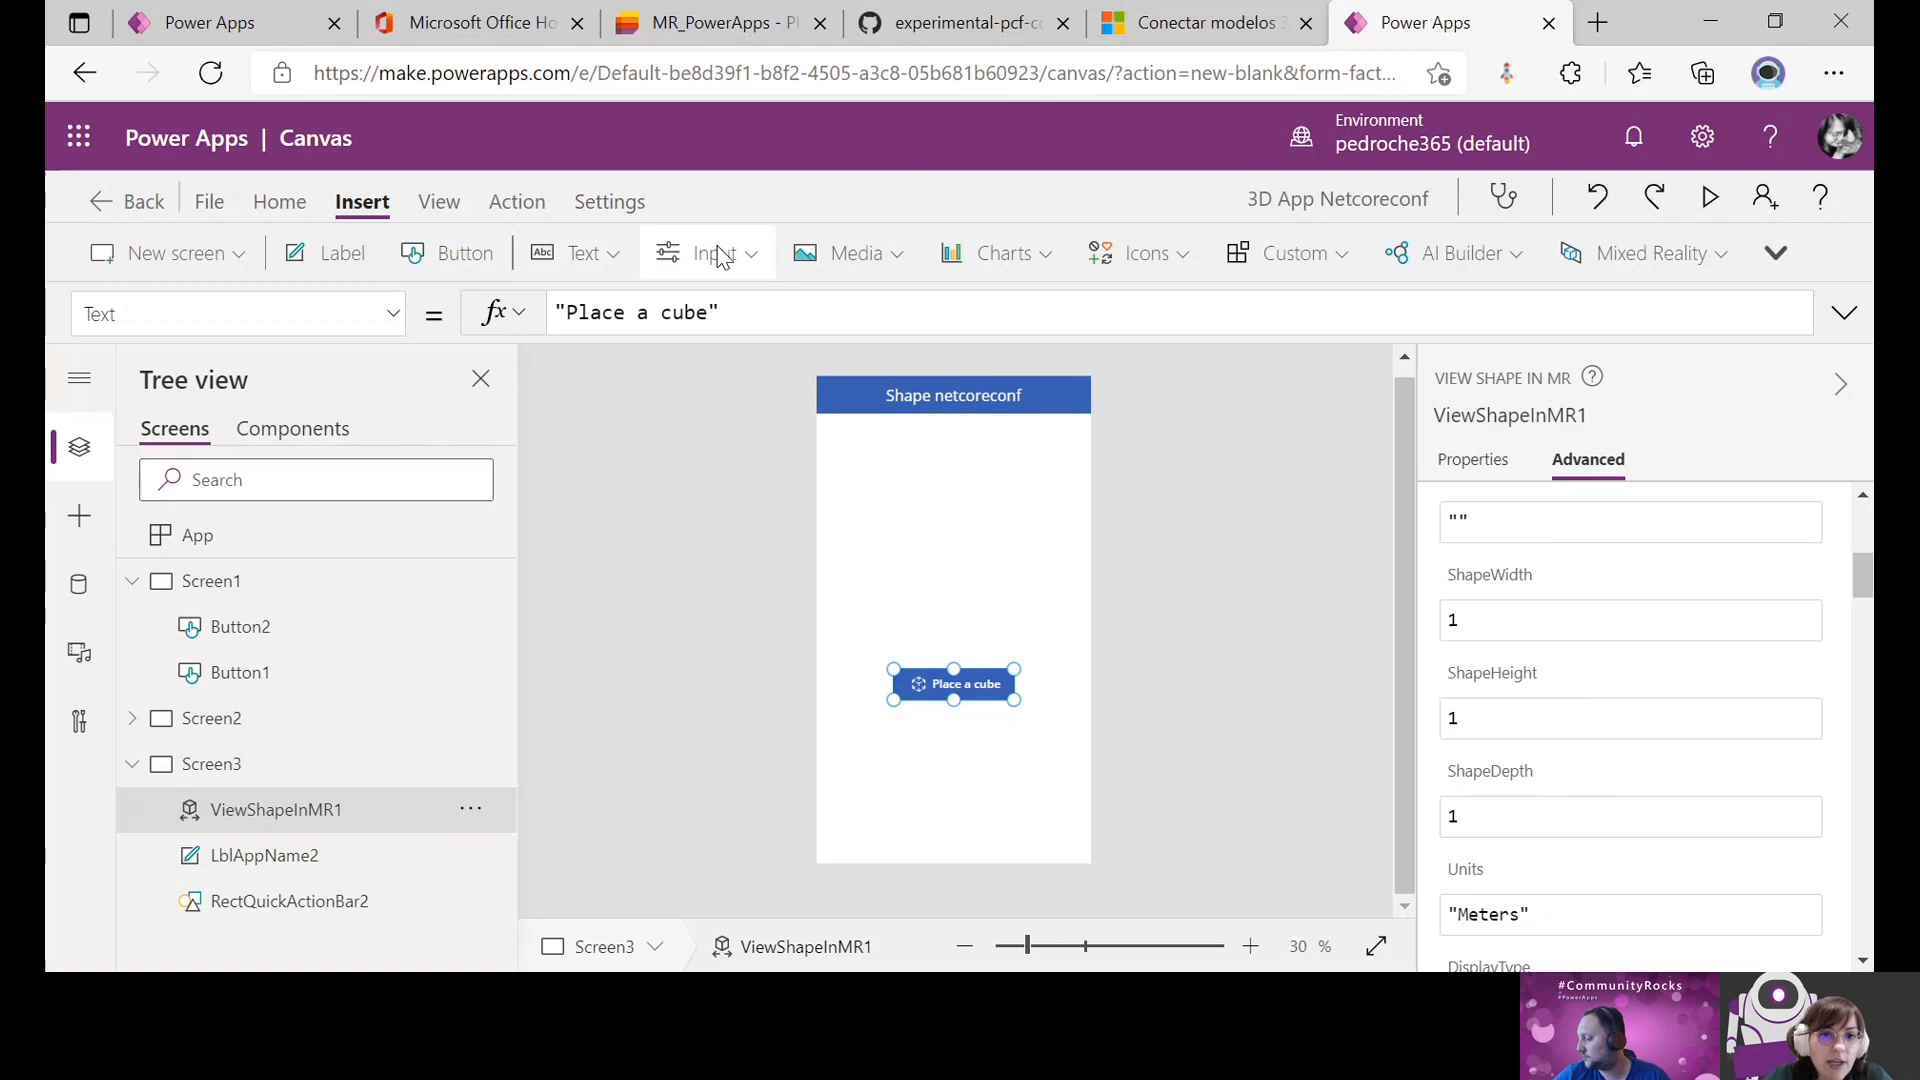 Power Apps
Microsoft Office Ho
MR_PowerApps - Pl
experimental-pcf-co
Conectar modelos 3
Power Apps
https://make.powerapps.com/e/Default-be8d39f1-b8f2-4505-a3c8-05b681b60923/canvas/?action=new-blank&form-fact...
Power Apps | Canvas
Environment
pedroche365 (default)
Back
File
Home
Insert
View
Action
Settings
3D App Netcoreconf
New screen
Label
Button
Abc Text
Input
Media
Charts
Icons
Custom
AI Builder
Mixed Reality
Text
=
fx
"Place a cube"
Tree view
Screens
Components
Search
App
Screen1
Button2
Button1
Screen2
Screen3
ViewShapeInMR1
LblAppName2
RectQuickActionBar2
Shape netcoreconf
Place a cube
Screen3
ViewShapeInMR1
30 %
VIEW SHAPE IN MR
ViewShapeInMR1
Properties
Advanced
""
ShapeWidth
1
ShapeHeight
1
ShapeDepth
1
Units
"Meters"
DisplayType
#CommunityRocks
#PowerApps